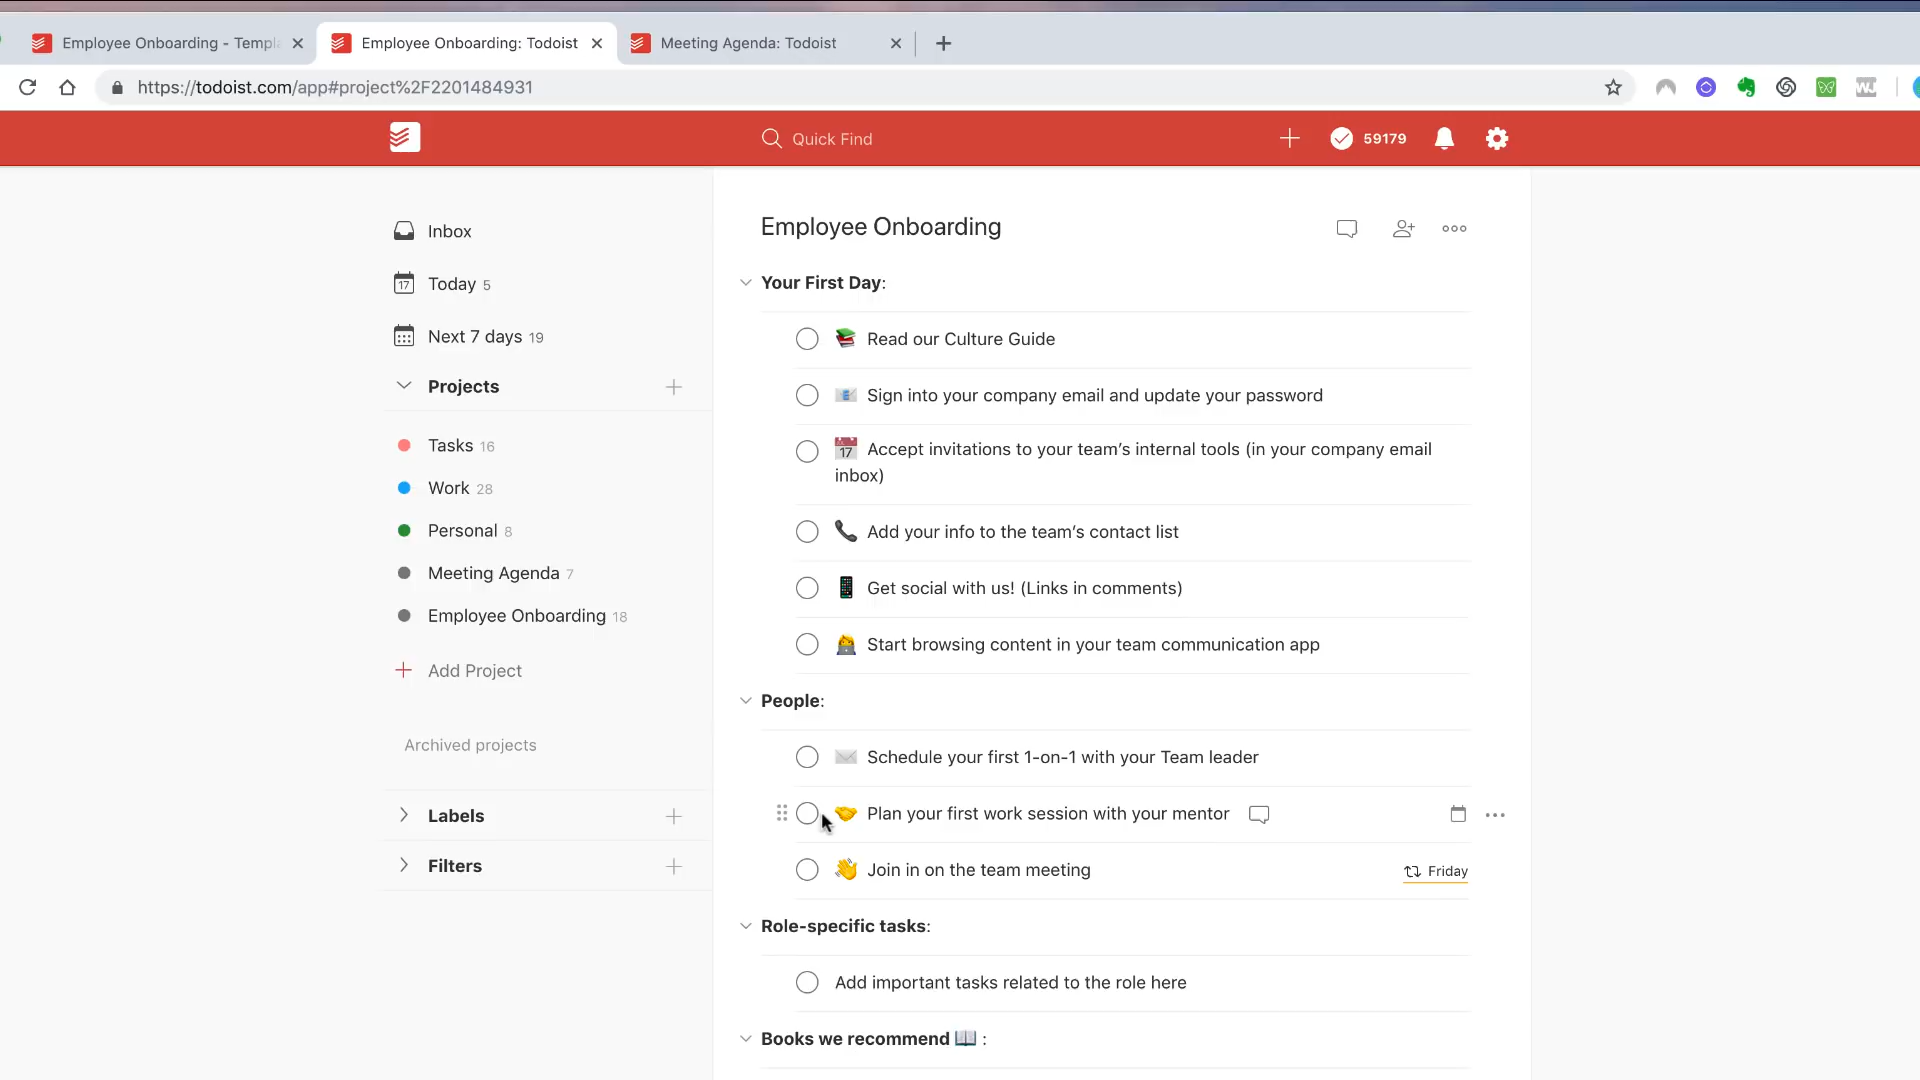 Employee Onboarding - Templa
Employee Onboarding: Todoist
Meeting Agenda: Todoist
https://todoist.com/app#project%2F2201484931
WJ
Quick Find
59179
Inbox
17
Today 5
Next 7 days 19
Projects
Tasks 16
Work 28
Personal 8
Meeting Agenda 7
Employee Onboarding 18
Add Project
Archived projects
Labels
Filters
Employee Onboarding
Your First Day:
Read our Culture Guide
Sign into your company email and update your password
17
Accept invitations to your team’s internal tools (in your company email
inbox)
Add your info to the team’s contact list
Get social with us! (Links in comments)
Start browsing content in your team communication app
People:
Schedule your first 1-on-1 with your Team leader
Plan your first work session with your mentor
Join in on the team meeting
Friday
Role-specific tasks:
Add important tasks related to the role here
Books we recommend 📖 :